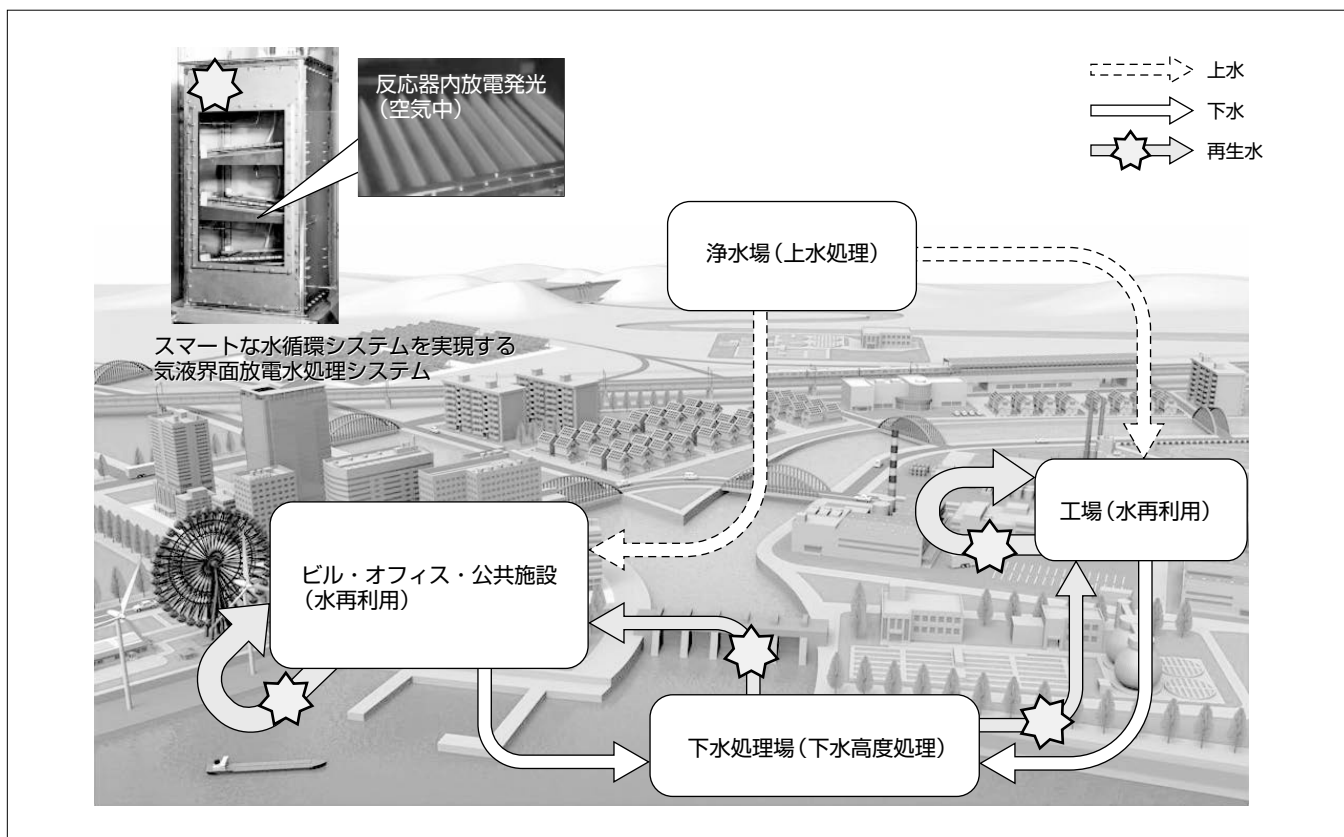 反応器内放電発光
（空気中）
上水
下水
再生水
浄水場（上水処理）
スマートな水循環システムを実現する
気液界面放電水処理システム
工場（水再利用）
ビル・オフィス・公共施設
（水再利用）
下水処理場（下水高度処理）